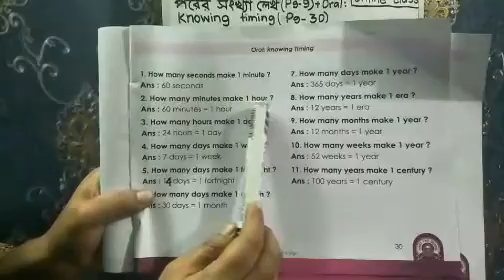 পরের সংখ্যা লেখ (Pg-9) + Oral:
Knowing timing (Pg-30)
Oral: Knowing timing
1. How many seconds make 1 minute ?
Ans : 60 seconds
2. How many minutes make 1 hour ?
Ans : 60 minutes = 1 hour
3. How many hours make 1
Ans : 24 hours = 1 day
4. How many days make 1
Ans : 7 days = 1 week
5. How many days make 1 ?
Ans : 14 days = 1 fortnight
How many days make 1 ?
Ans : 30 days = 1 month
7. How many days make 1 year ?
Ans : 365 days = 1 year
8. How many years make 1 era ?
Ans : 12 years = 1 era
9. How many months make 1 year ?
Ans : 12 months = 1 year
10. How many weeks make 1 year ?
Ans : 52 weeks = 1 year
11. How many years make 1 century ?
Ans : 100 years = 1 century
30